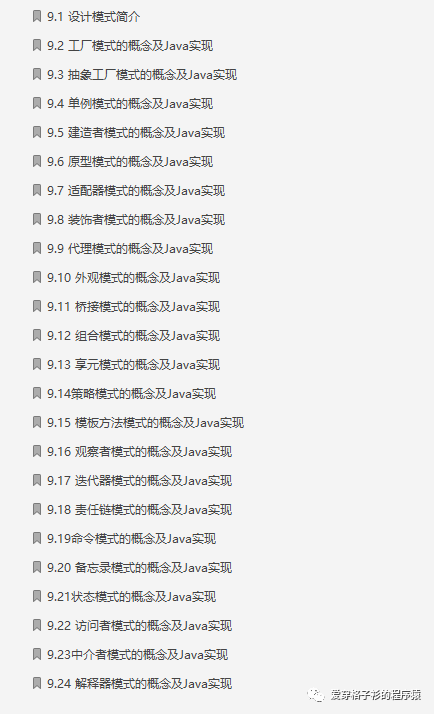 9.1 设计模式简介
9.2 工厂模式的概念及Java实现
9.3 抽象工厂模式的概念及Java实现
9.4 单例模式的概念及Java实现
9.5 建造者模式的概念及Java实现
9.6 原型模式的概念及Java实现
9.7 适配器模式的概念及Java实现
9.8 装饰者模式的概念及Java实现
9.9 代理模式的概念及Java实现
9.10 外观模式的概念及Java实现
9.11 桥接模式的概念及Java实现
9.12 组合模式的概念及Java实现
9.13 享元模式的概念及Java实现
9.14策略模式的概念及Java实现
9.15 模板方法模式的概念及Java实现
9.16 观察者模式的概念及Java实现
9.17 迭代器模式的概念及Java实现
9.18 责任链模式的概念及Java实现
9.19命令模式的概念及Java实现
9.20 备忘录模式的概念及Java实现
9.21状态模式的概念及Java实现
9.22 访问者模式的概念及Java实现
9.23中介者模式的概念及Java实现
9.24 解释器模式的概念及Java实现
爱穿格子衫的程序猿